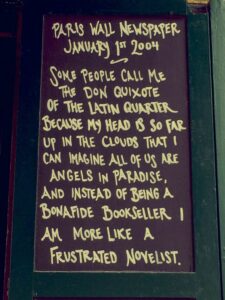 PARIS WALL NEWSPAPER
JANUARY 1ST 2004
SOME PEOPLE CALL ME
THE DON QUIXOTE
OF THE LATIN QUARTER
BECAUSE MY HEAD IS SO FAR
UP IN THE CLOUDS THAT I
CAN IMAGINE ALL OF US ARE
ANGELS IN PARADISE,
AND INSTEAD OF BEING A
BONAFIDE BOOKSELLER I
AM MORE LIKE A
FRUSTRATED NOVELIST.